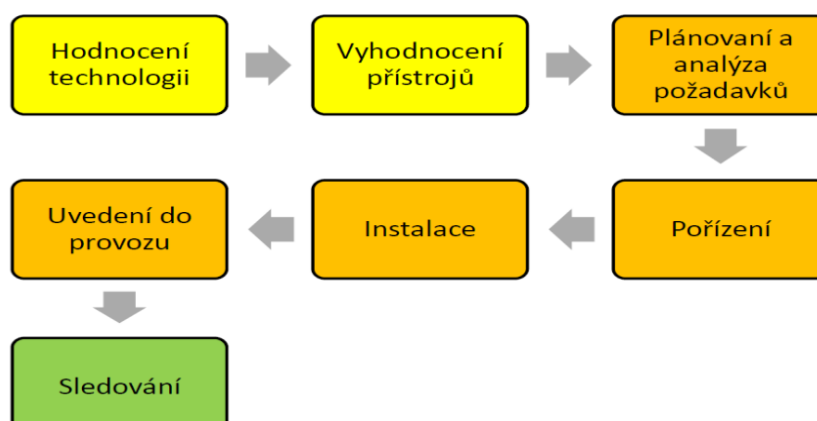 Hodnocení
technologii
Vyhodnocení
přístrojů
Plánovaní a
analýza
požadavků
Uvedení do
provozu
Instalace
Pořízení
Sledování